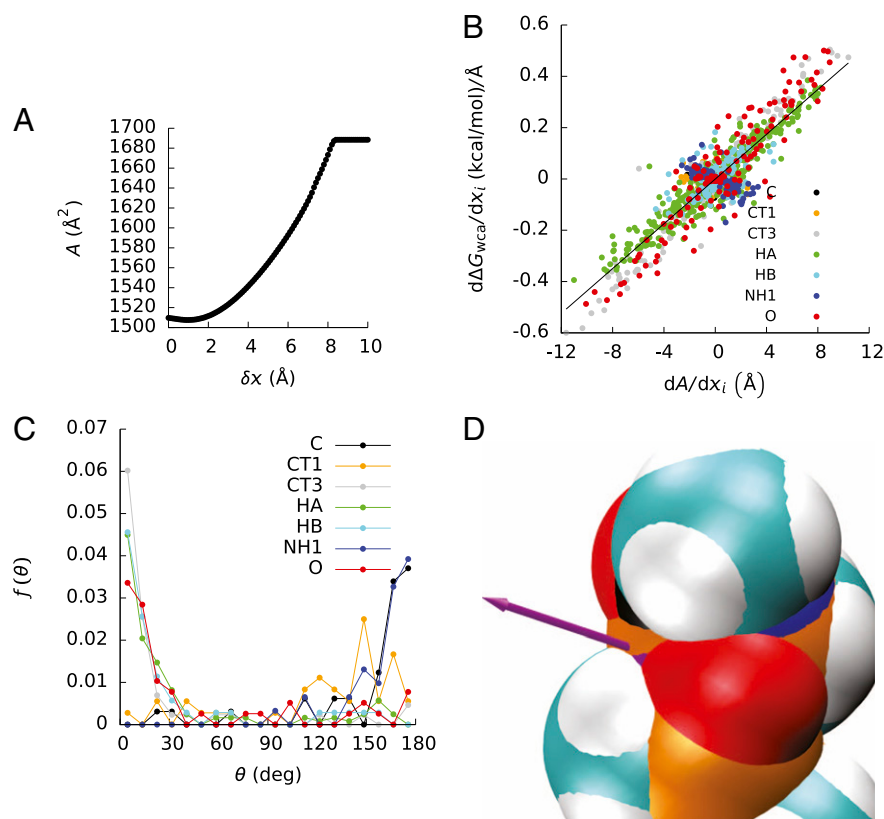 A
1700
1680
1660
1640
1620
1600
1580
1560
1540
1520
1500
A (Å²)
0 2 4 6 8 10
δx (Å)
B
0.6
0.4
0.2
0
-0.2
-0.4
-0.6
dΔG_wca/dx_i (kcal/mol)/Å
C
CT1
CT3
HA
HB
NH1
O
-12 -8 -4 0 4 8 12
dA/dx_i (Å)
C
0.07
0.06
0.05
0.04
0.03
0.02
0.01
0
f(θ)
C
CT1
CT3
HA
HB
NH1
O
0 30 60 90 120 150 180
θ (deg)
D